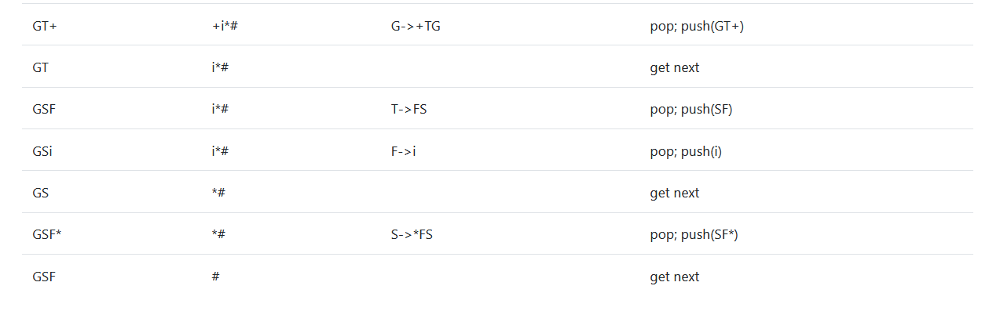 GT+ +i*# G->+TG pop; push(GT+)
GT i*# get next
GSF i*# T->FS pop; push(SF)
GSi i*# F->i pop; push(i)
GS *# get next
GSF* *# S->*FS pop; push(SF*)
GSF # get next